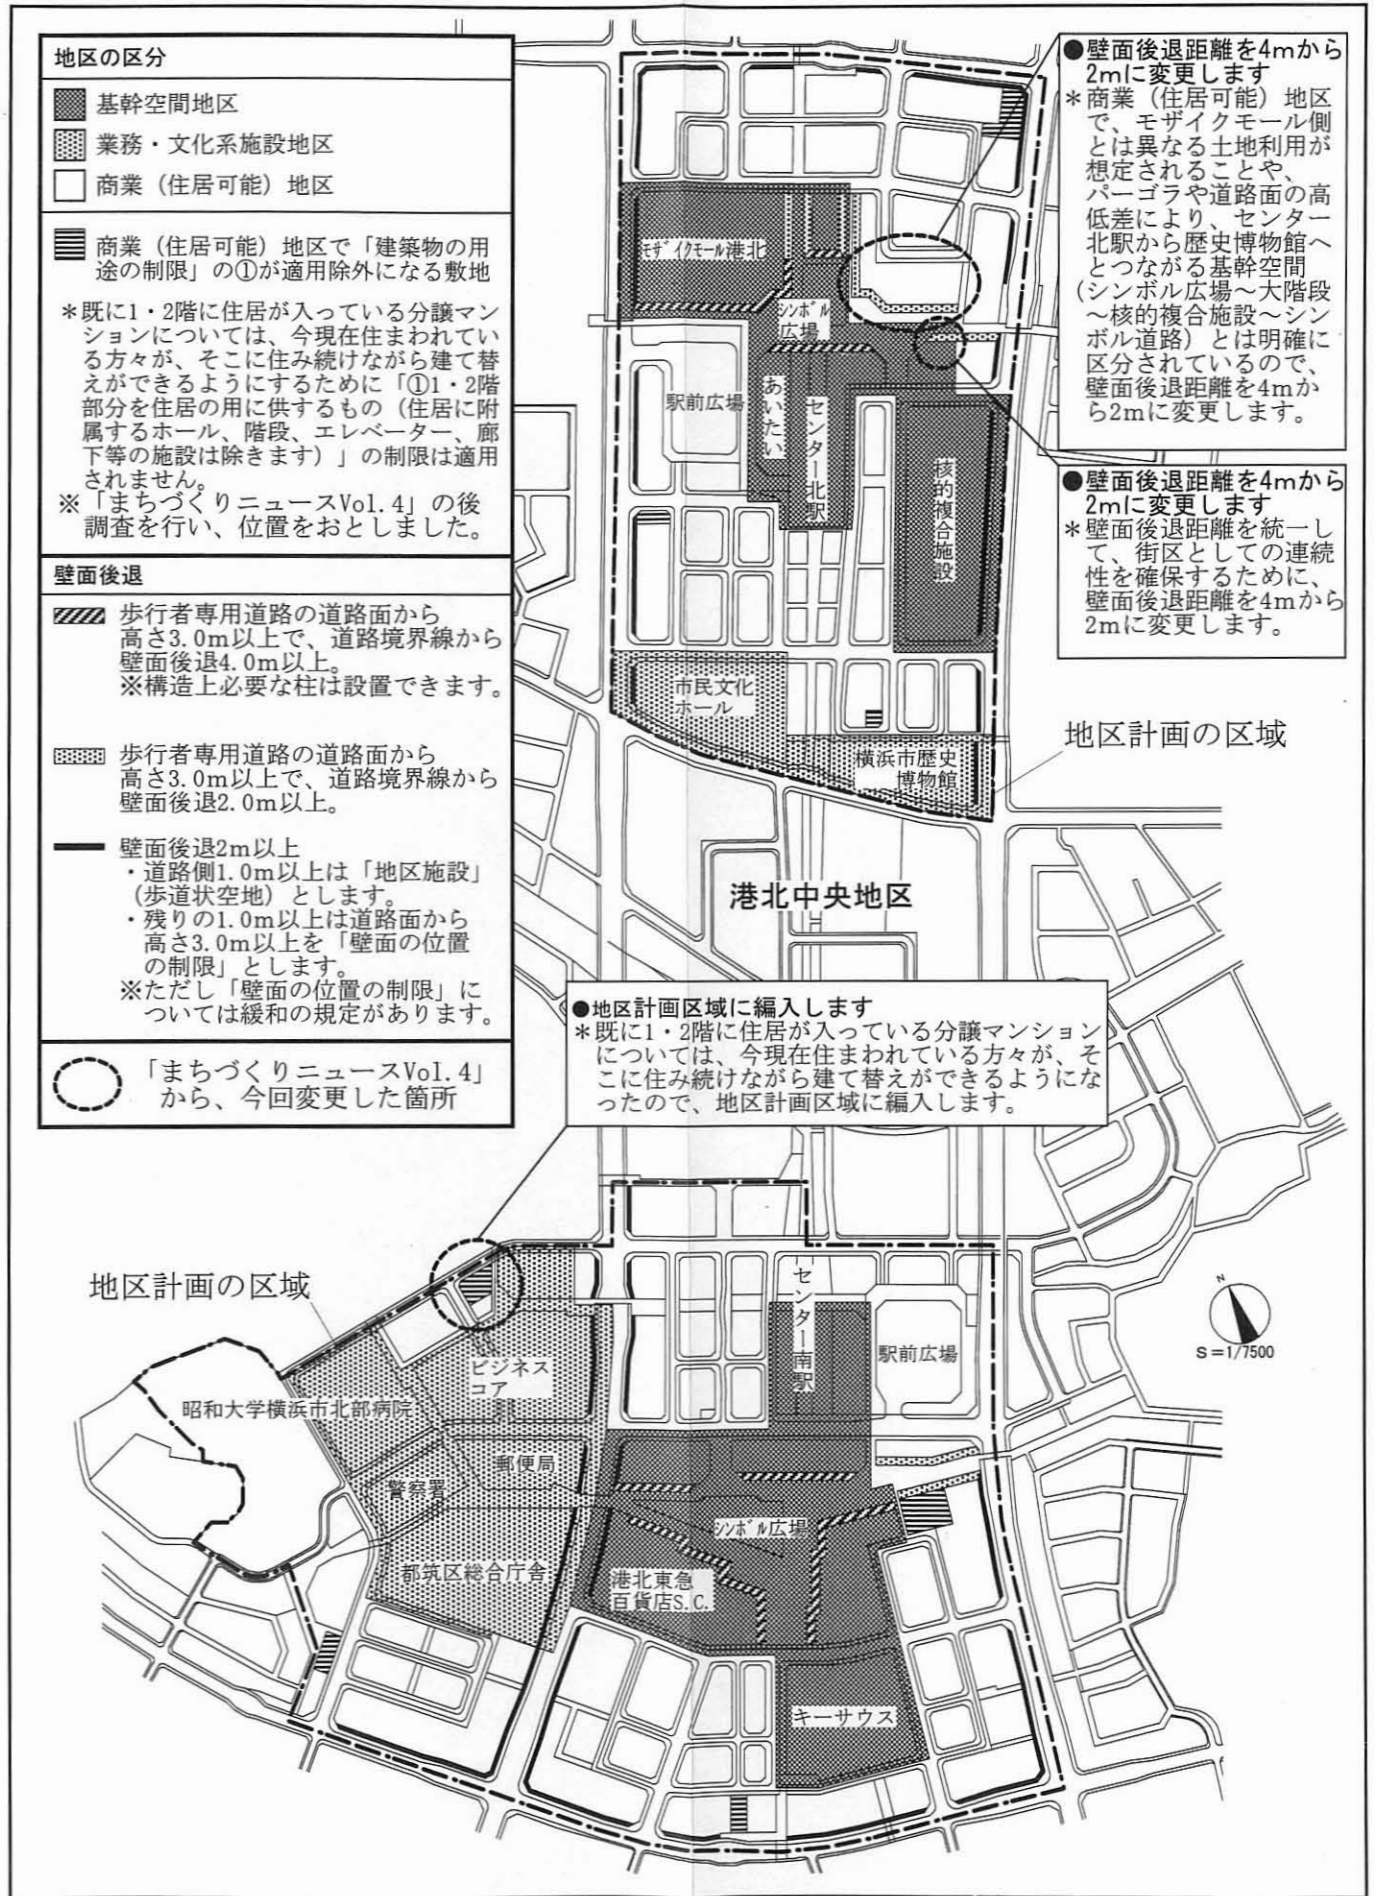 地区の区分
基幹空間地区
業務・文化系施設地区
商業（住居可能）地区
商業（住居可能）地区で「建築物の用
途の制限」の①が適用除外になる敷地
＊既に1・2階に住居が入っている分譲マン
ションについては、今現在住まわれてい
る方々が、そこに住み続けながら建て替
えができるようにするために「①1・2階
部分を住居の用に供するもの（住居に附
属するホール、階段、エレベーター、廊
下等の施設は除きます）」の制限は適用
されません。
※「まちづくりニュースVol.4」の後
調査を行い、位置をおとしました。
壁面後退
歩行者専用道路の道路面から
高さ3.0m以上で、道路境界線から
壁面後退4.0m以上。
※構造上必要な柱は設置できます。
歩行者専用道路の道路面から
高さ3.0m以上で、道路境界線から
壁面後退2.0m以上。
壁面後退2m以上
・道路側1.0m以上は「地区施設」
（歩道状空地）とします。
・残りの1.0m以上は道路面から
高さ3.0m以上を「壁面の位置
の制限」とします。
※ただし「壁面の位置の制限」に
ついては緩和の規定があります。
「まちづくりニュースVol.4」
から、今回変更した箇所
●壁面後退距離を4mから
2mに変更します
＊商業（住居可能）地区
で、モザイクモール側
とは異なる土地利用が
想定されることや、
パーゴラや道路面の高
低差により、センター
北駅から歴史博物館へ
とつながる基幹空間
（シンボル広場～大階段
～核的複合施設～シン
ボル道路）とは明確に
区分されているので、
壁面後退距離を4mか
ら2mに変更します。
●壁面後退距離を4mから
2mに変更します
＊壁面後退距離を統一し
て、街区としての連続
性を確保するために、
壁面後退距離を4mから
2mに変更します。
モザイクモール港北
シンボル
広場
駅前広場
あいたい
センター北駅
核的複合施設
市民文化
ホール
横浜市歴史
博物館
地区計画の区域
港北中央地区
●地区計画区域に編入します
＊既に1・2階に住居が入っている分譲マンション
については、今現在住まわれている方々が、そ
こに住み続けながら建て替えができるようにな
ったので、地区計画区域に編入します。
地区計画の区域
センター南駅
駅前広場
N
S=1/7500
ビジネス
コア
昭和大学横浜市北部病院
郵便局
警察署
シンボル広場
都筑区総合庁舎
港北東急
百貨店S.C.
キーサウス